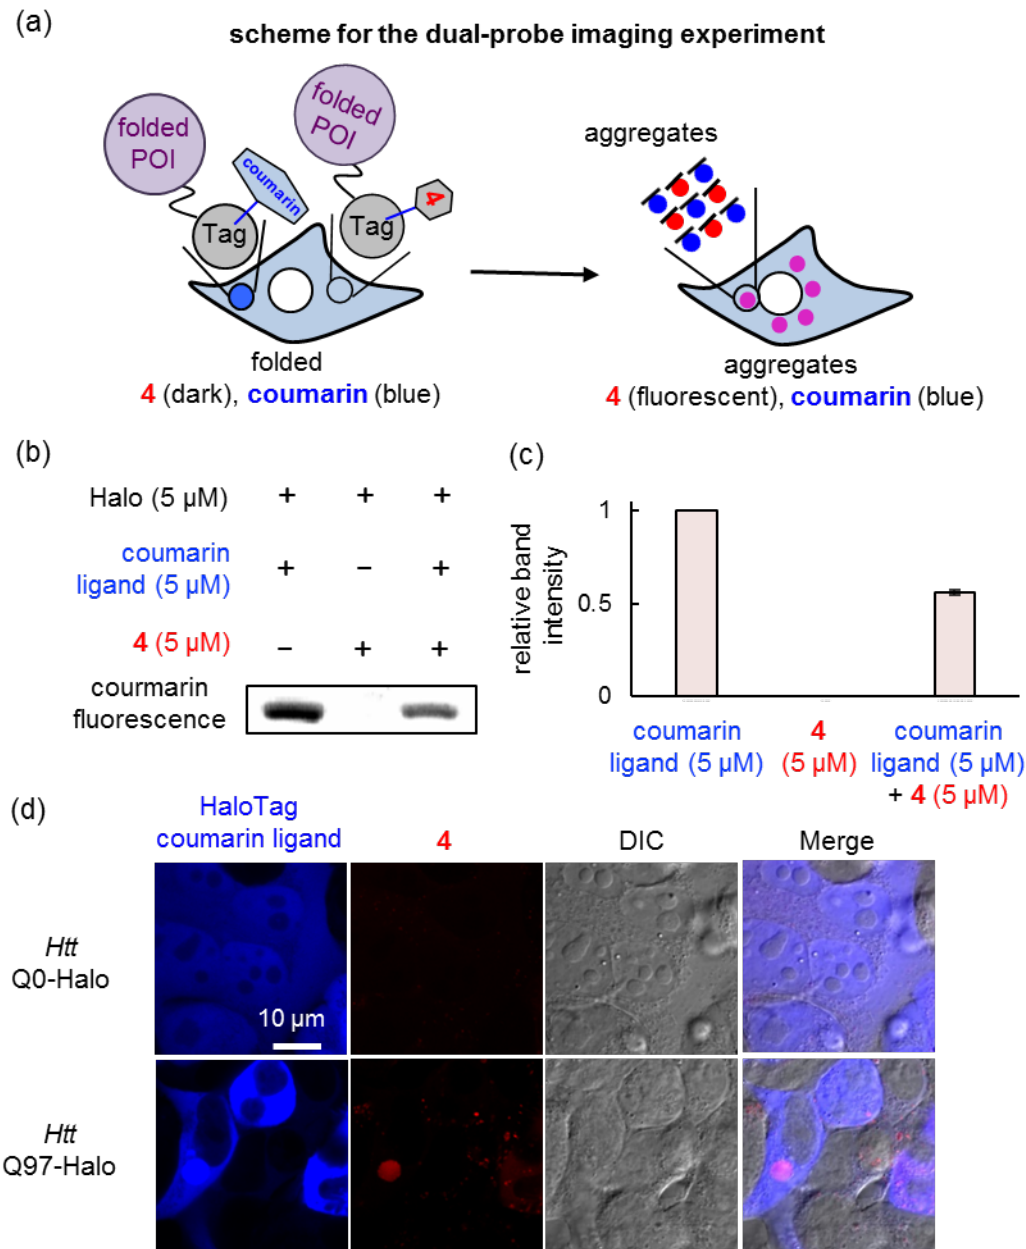 (a)
scheme for the dual-probe imaging experiment
folded
POI
folded
POI
coumarin
4
Tag
Tag
aggregates
folded
4 (dark), coumarin (blue)
aggregates
4 (fluorescent), coumarin (blue)
(b)
Halo (5 µM) + + +
coumarin
ligand (5 µM) + – +
4 (5 µM) – + +
courmarin
fluorescence
(c)
relative band
intensity
1
0.5
0
coumarin
ligand (5 µM)
4
(5 µM)
coumarin
ligand (5 µM)
+ 4 (5 µM)
(d)
HaloTag
coumarin ligand
4
DIC
Merge
Htt
Q0-Halo
10 µm
Htt
Q97-Halo